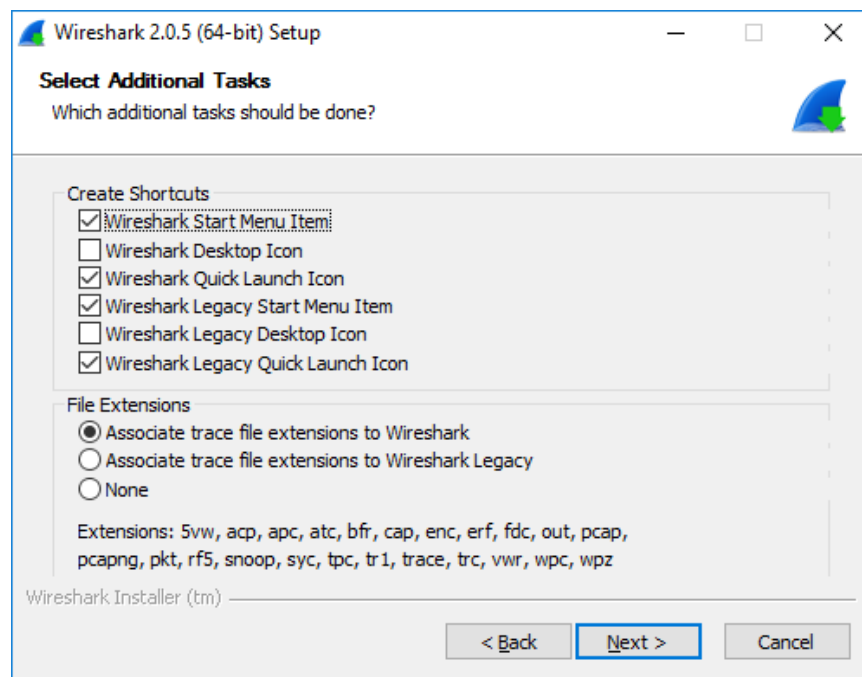 Wireshark 2.0.5 (64-bit) Setup
Select Additional Tasks
Which additional tasks should be done?
Create Shortcuts
Wireshark Start Menu Item
Wireshark Desktop Icon
Wireshark Quick Launch Icon
Wireshark Legacy Start Menu Item
Wireshark Legacy Desktop Icon
Wireshark Legacy Quick Launch Icon
File Extensions
Associate trace file extensions to Wireshark
Associate trace file extensions to Wireshark Legacy
None
Extensions: 5vw, acp, apc, atc, bfr, cap, enc, erf, fdc, out, pcap,
pcapng, pkt, rf5, snoop, syc, tpc, tr1, trace, trc, vwr, wpc, wpz
Wireshark Installer (tm)
< Back Next > Cancel